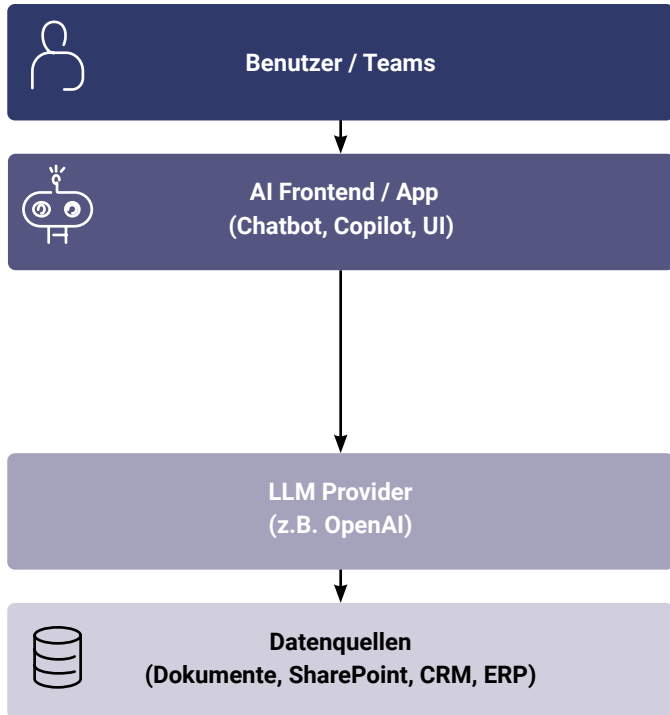 Benutzer / Teams
AI Frontend / App
(Chatbot, Copilot, UI)
LLM Provider
(z.B. OpenAI)
Datenquellen
(Dokumente, SharePoint, CRM, ERP)